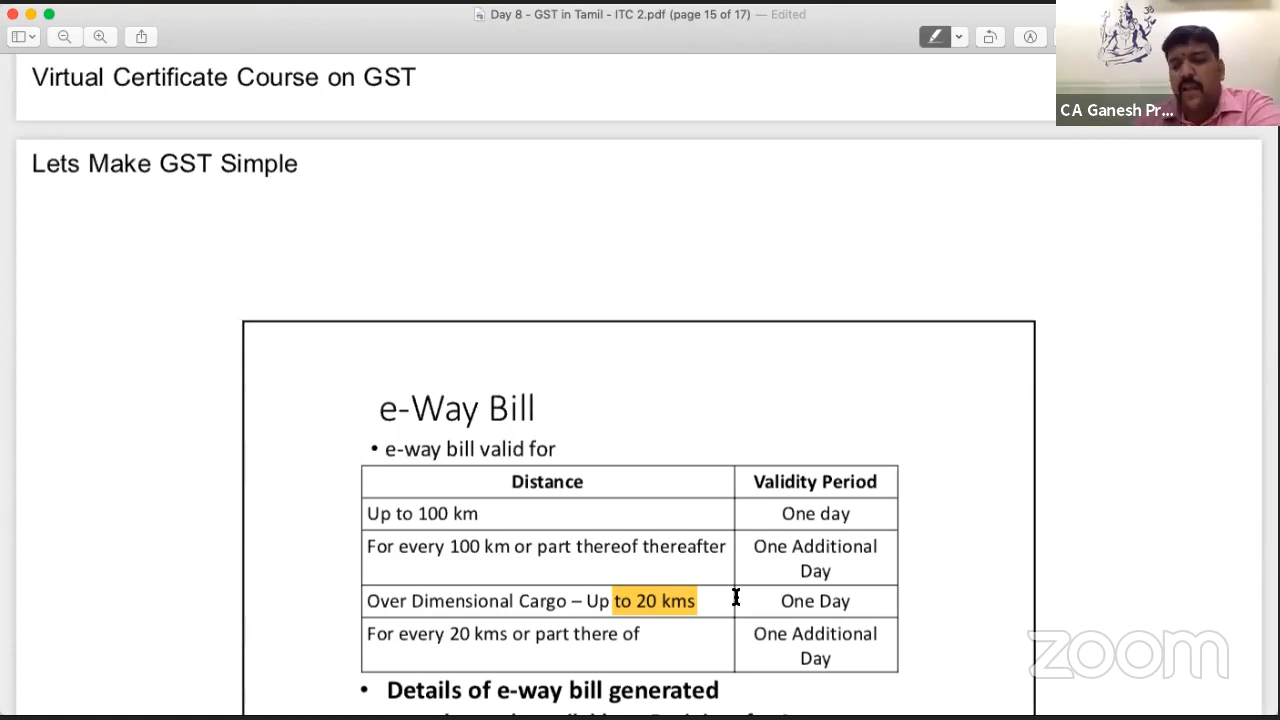 Day 8 - GST in Tamil - ITC 2.pdf (page 15 of 17) — Edited
Virtual Certificate Course on GST
CA Ganesh Pr...
Lets Make GST Simple
e-Way Bill
• e-way bill valid for
Distance Validity Period
Up to 100 km One day
For every 100 km or part thereof thereafter One Additional
Day
Over Dimensional Cargo – Up to 20 kms One Day
For every 20 kms or part there of One Additional
Day
zoom
• Details of e-way bill generated